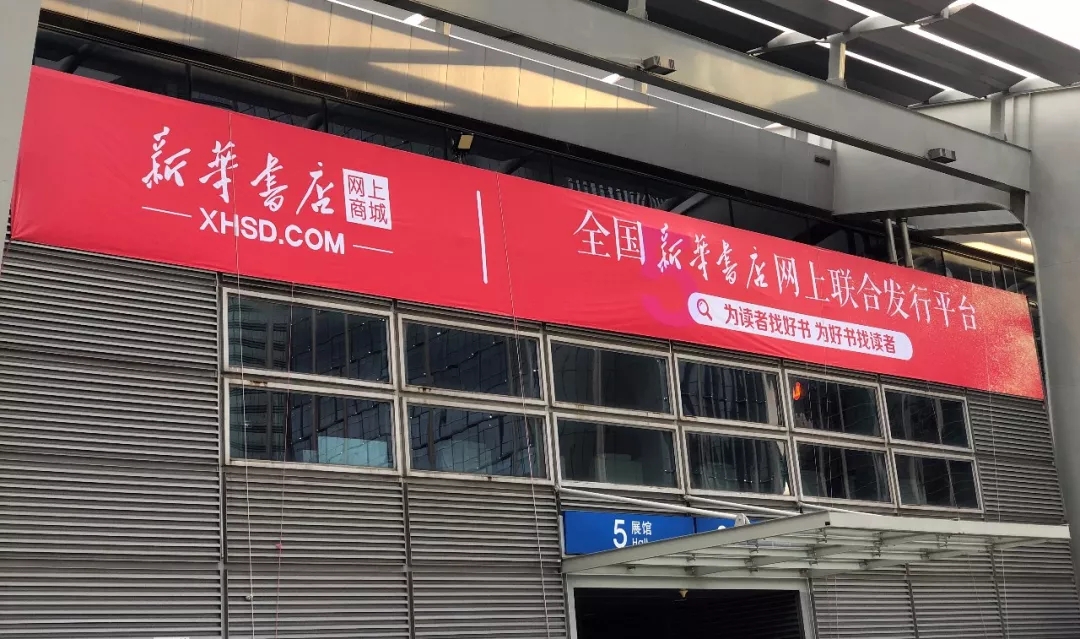 新华书店 网上
商城
XHSD.COM
全国新华书店网上联合发行平台
为读者找好书 为好书找读者
5 展馆
Hall